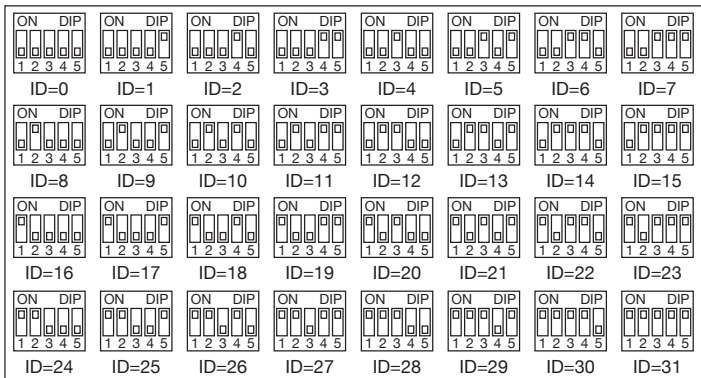 ON DIP ON DIP ON DIP ON DIP ON DIP ON DIP ON DIP ON DIP
1 2 3 4 5 1 2 3 4 5 1 2 3 4 5 1 2 3 4 5 1 2 3 4 5 1 2 3 4 5 1 2 3 4 5 1 2 3 4 5
ID=0 ID=1 ID=2 ID=3 ID=4 ID=5 ID=6 ID=7
ON DIP ON DIP ON DIP ON DIP ON DIP ON DIP ON DIP ON DIP
1 2 3 4 5 1 2 3 4 5 1 2 3 4 5 1 2 3 4 5 1 2 3 4 5 1 2 3 4 5 1 2 3 4 5 1 2 3 4 5
ID=8 ID=9 ID=10 ID=11 ID=12 ID=13 ID=14 ID=15
ON DIP ON DIP ON DIP ON DIP ON DIP ON DIP ON DIP ON DIP
1 2 3 4 5 1 2 3 4 5 1 2 3 4 5 1 2 3 4 5 1 2 3 4 5 1 2 3 4 5 1 2 3 4 5 1 2 3 4 5
ID=16 ID=17 ID=18 ID=19 ID=20 ID=21 ID=22 ID=23
ON DIP ON DIP ON DIP ON DIP ON DIP ON DIP ON DIP ON DIP
1 2 3 4 5 1 2 3 4 5 1 2 3 4 5 1 2 3 4 5 1 2 3 4 5 1 2 3 4 5 1 2 3 4 5 1 2 3 4 5
ID=24 ID=25 ID=26 ID=27 ID=28 ID=29 ID=30 ID=31